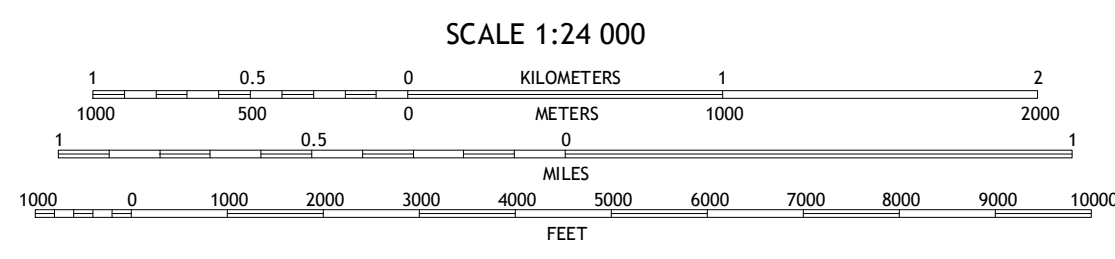 SCALE 1:24 000
1 0.5 0 KILOMETERS 1 2
1000 500 0 METERS 1000 2000
1 0.5 0 1
MILES
1000 0 1000 2000 3000 4000 5000 6000 7000 8000 9000 10000
FEET